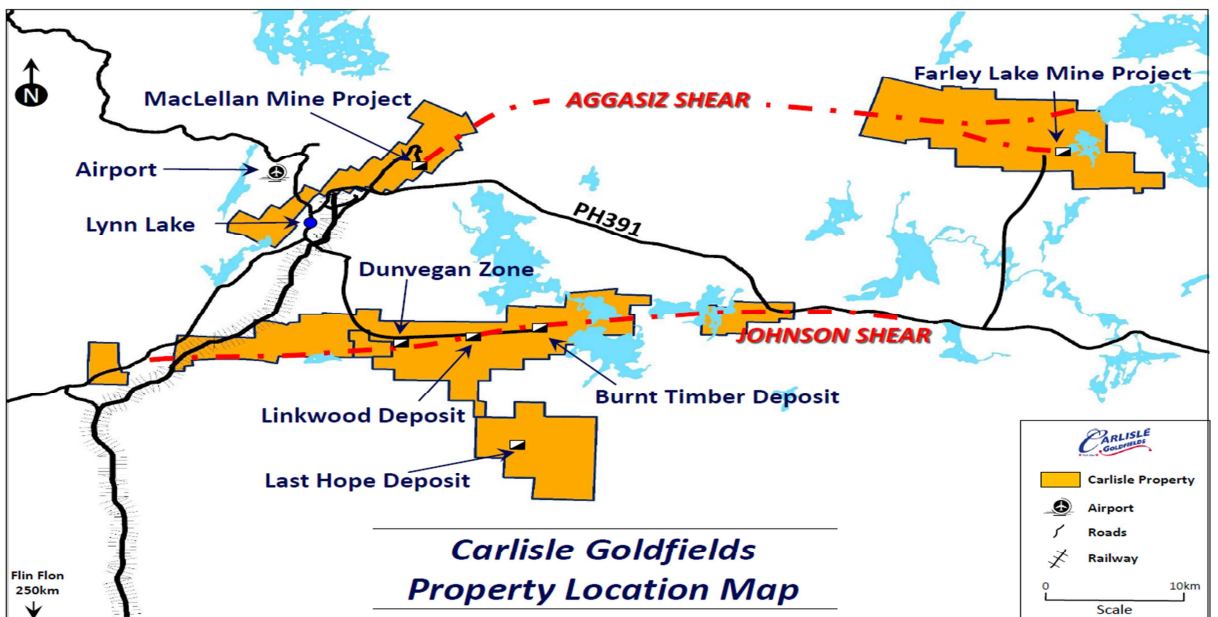 N
MacLellan Mine Project
AGGASIZ SHEAR
Farley Lake Mine Project
Airport
Lynn Lake
PH391
Dunvegan Zone
JOHNSON SHEAR
Linkwood Deposit
Burnt Timber Deposit
Last Hope Deposit
Carlisle Goldfields
Property Location Map
Flin Flon
250km
CARLISLE
GOLDFIELDS
Carlisle Property
Airport
Roads
Railway
0 10km
Scale